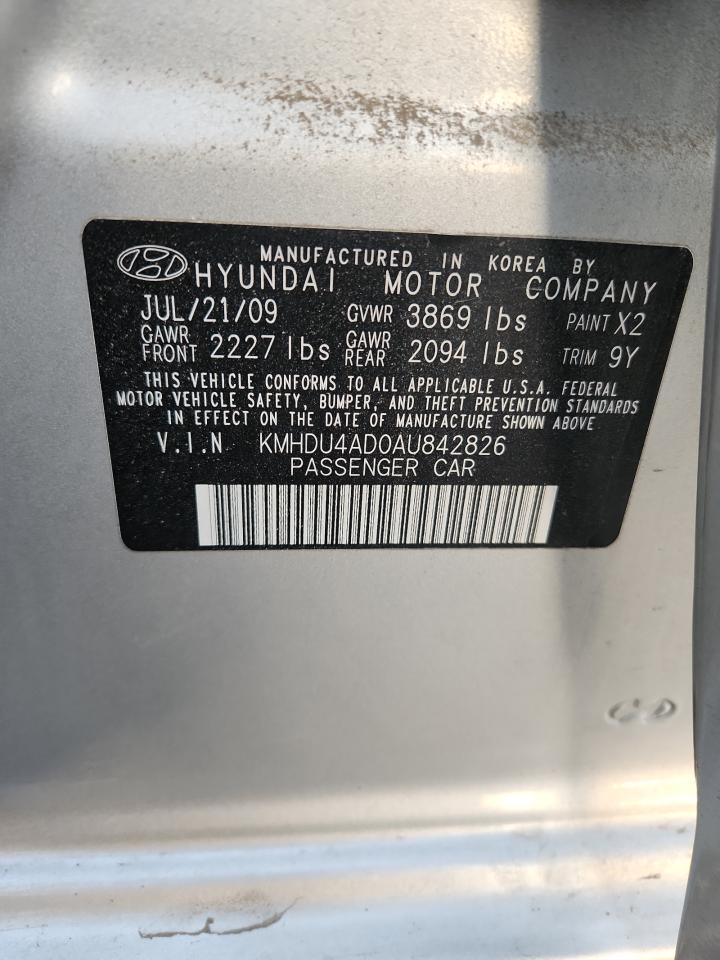 MANUFACTURED IN KOREA BY
HYUNDAI MOTOR COMPANY
JUL/21/09 GVWR 3869 lbs PAINT X2
GAWR FRONT 2227 lbs GAWR REAR 2094 lbs TRIM 9Y
THIS VEHICLE CONFORMS TO ALL APPLICABLE U.S.A. FEDERAL
MOTOR VEHICLE SAFETY, BUMPER, AND THEFT PREVENTION STANDARDS
IN EFFECT ON THE DATE OF MANUFACTURE SHOWN ABOVE
V.I.N KMHDU4AD0AU842826
PASSENGER CAR